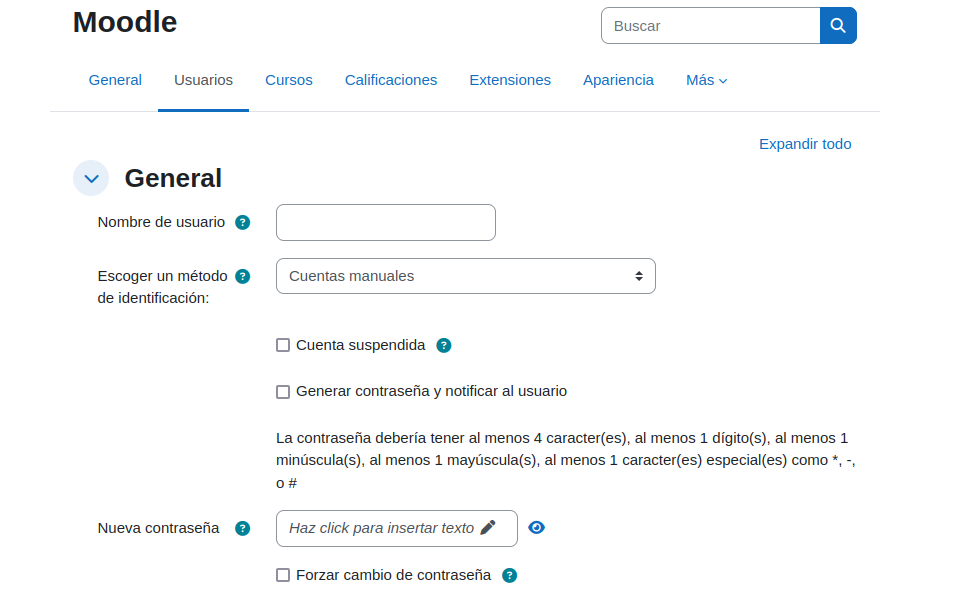 Moodle
Buscar
General Usuarios Cursos Calificaciones Extensiones Apariencia Más
Expandir todo
General
Nombre de usuario
Escoger un método
de identificación:
Cuentas manuales
Cuenta suspendida
Generar contraseña y notificar al usuario
La contraseña debería tener al menos 4 caracter(es), al menos 1 dígito(s), al menos 1
minúscula(s), al menos 1 mayúscula(s), al menos 1 caracter(es) especial(es) como *, -,
o #
Nueva contraseña
Haz click para insertar texto
Forzar cambio de contraseña